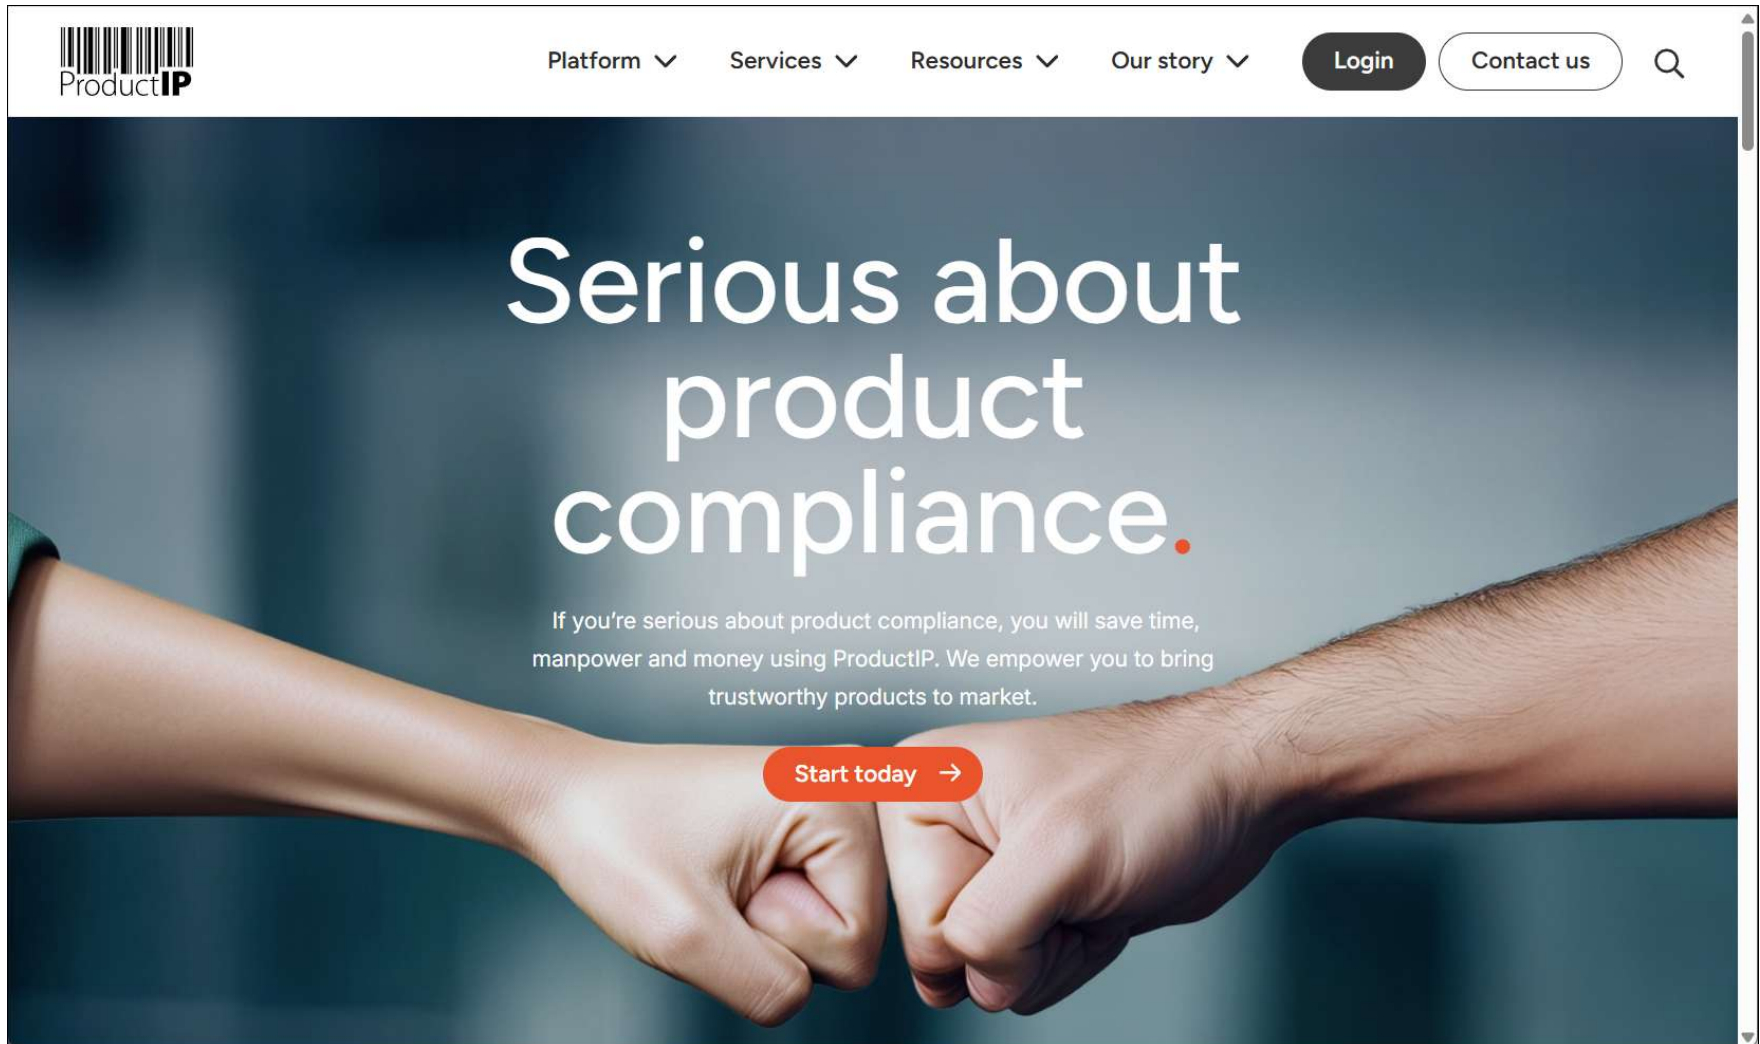 ProductIP
Platform
Services
Resources
Our story
Login
Contact us
Serious about
product
compliance.
If you’re serious about product compliance, you will save time,
manpower and money using ProductIP. We empower you to bring
trustworthy products to market.
Start today